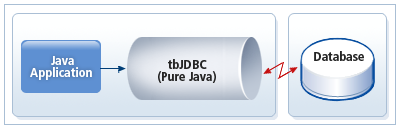 Java
Application
tbJDBC
(Pure Java)
Database